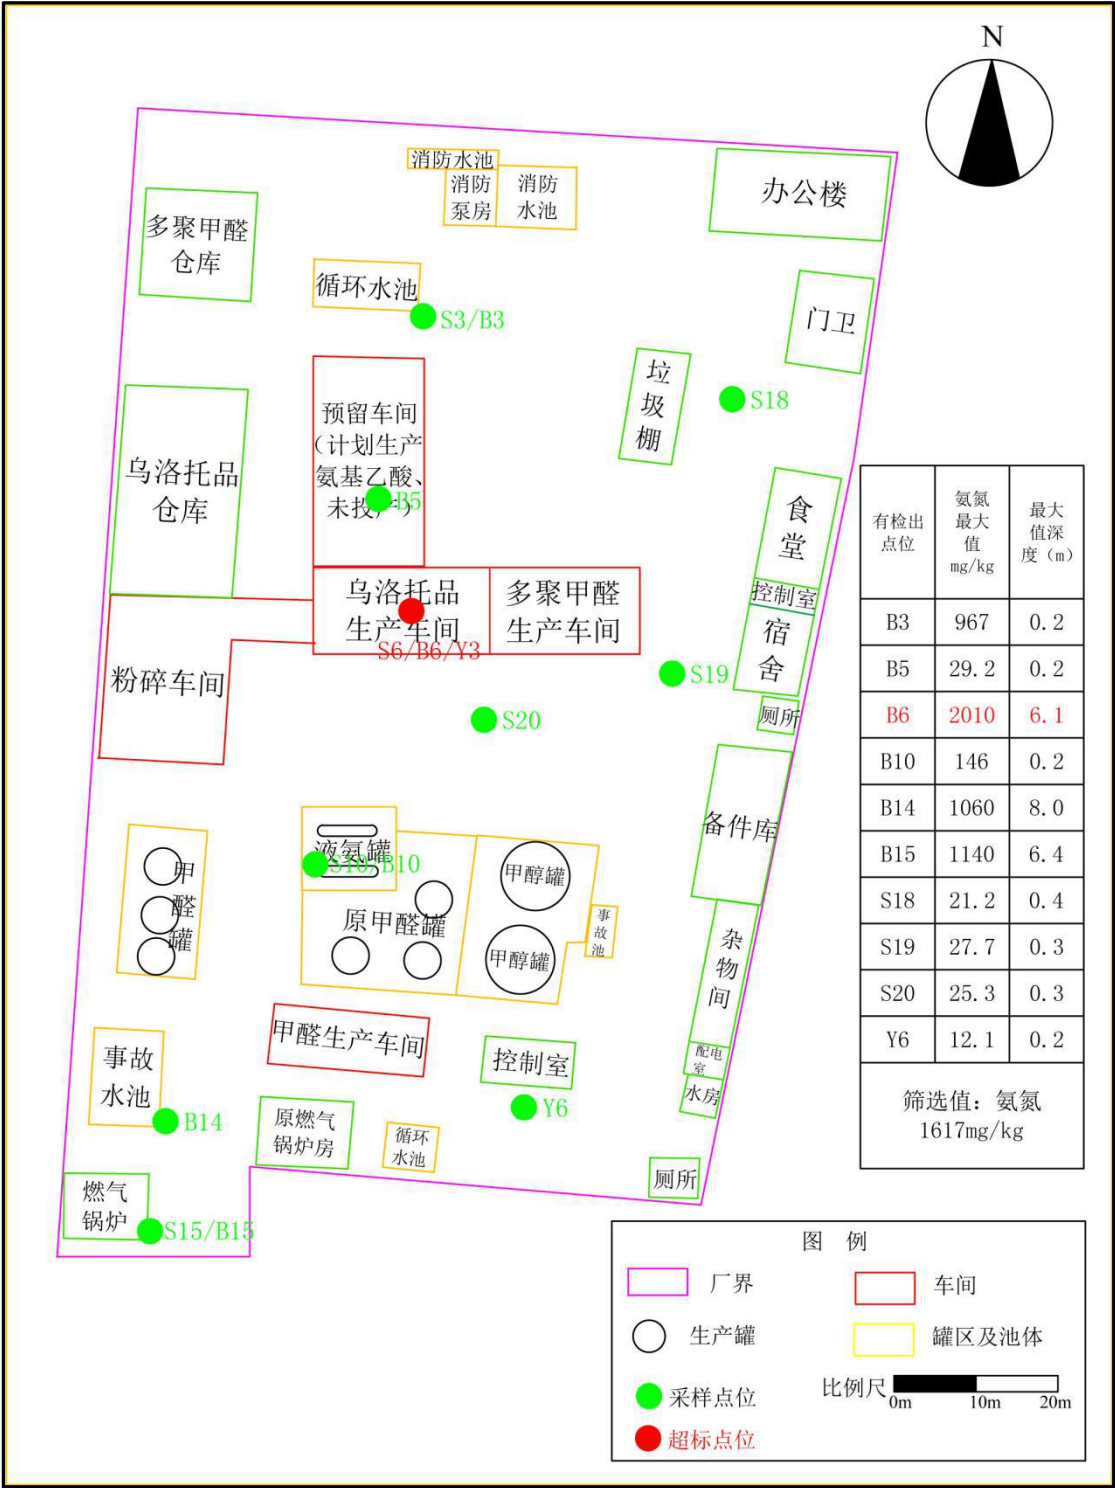 N
消防水池
消防
泵房
消防
水池
办公楼
多聚甲醛
仓库
循环水池
S3/B3
门卫
垃
圾
棚
S18
预留车间
(计划生产
氨基乙酸、
未投产)
B5
乌洛托品
仓库
食
堂
控制室
宿
舍
厕所
乌洛托品
生产车间
S6/B6/Y3
多聚甲醛
生产车间
粉碎车间
S19
S20
备件库
甲
醛
罐
液氨罐
S10/B10
原甲醛罐
甲醇罐
甲醇罐
事
故
池
杂
物
间
配电
室
水房
甲醛生产车间
控制室
Y6
事故
水池
B14
原燃气
锅炉房
循环
水池
厕所
燃气
锅炉
S15/B15
有检出
点位
氨氮
最大
值
mg/kg
最大
值深
度（m）
B3 967 0.2
B5 29.2 0.2
B6 2010 6.1
B10 146 0.2
B14 1060 8.0
B15 1140 6.4
S18 21.2 0.4
S19 27.7 0.3
S20 25.3 0.3
Y6 12.1 0.2
筛选值：氨氮
1617mg/kg
图 例
厂界
车间
生产罐
罐区及池体
采样点位
比例尺
0m 10m 20m
超标点位